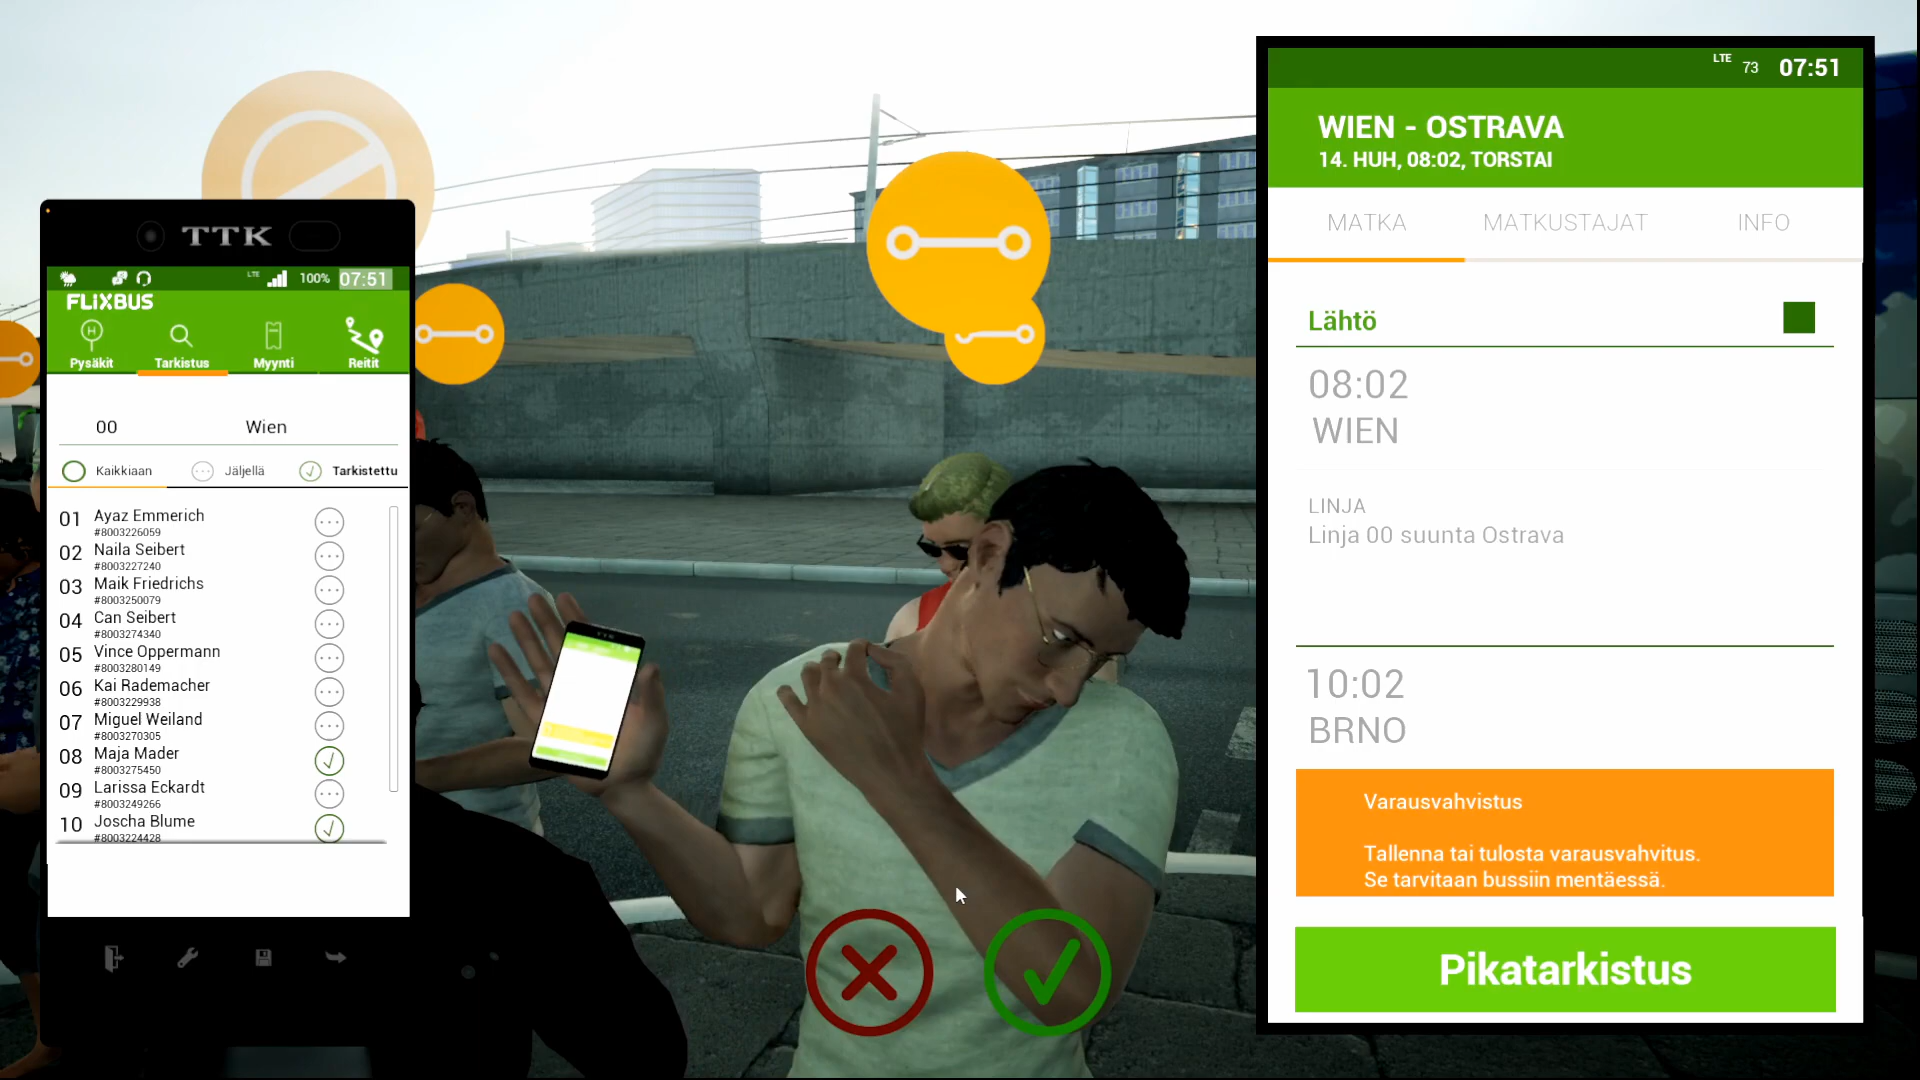 TTK
LTE 100% 07:51
FLiXBUS
Pysäkit Tarkistus Myynti Reitit
00 Wien
Kaikkiaan Jäljellä Tarkistettu
01 Ayaz Emmerich
#8003226059
02 Naila Seibert
#8003227240
03 Maik Friedrichs
#8003250079
04 Can Seibert
#8003274340
05 Vince Oppermann
#8003280149
06 Kai Rademacher
#8003229938
07 Miguel Weiland
#8003270305
08 Maja Mader
#8003275450
09 Larissa Eckardt
#8003249266
10 Joscha Blume
#8003224428
TTK
LTE 73 07:51
WIEN - OSTRAVA
14. HUH, 08:02, TORSTAI
MATKA MATKUSTAJAT INFO
Lähtö
08:02
WIEN
LINJA
Linja 00 suunta Ostrava
10:02
BRNO
Varausvahvistus
Tallenna tai tulosta varausvahvitus.
Se tarvitaan bussiin mentäessä.
Pikatarkistus